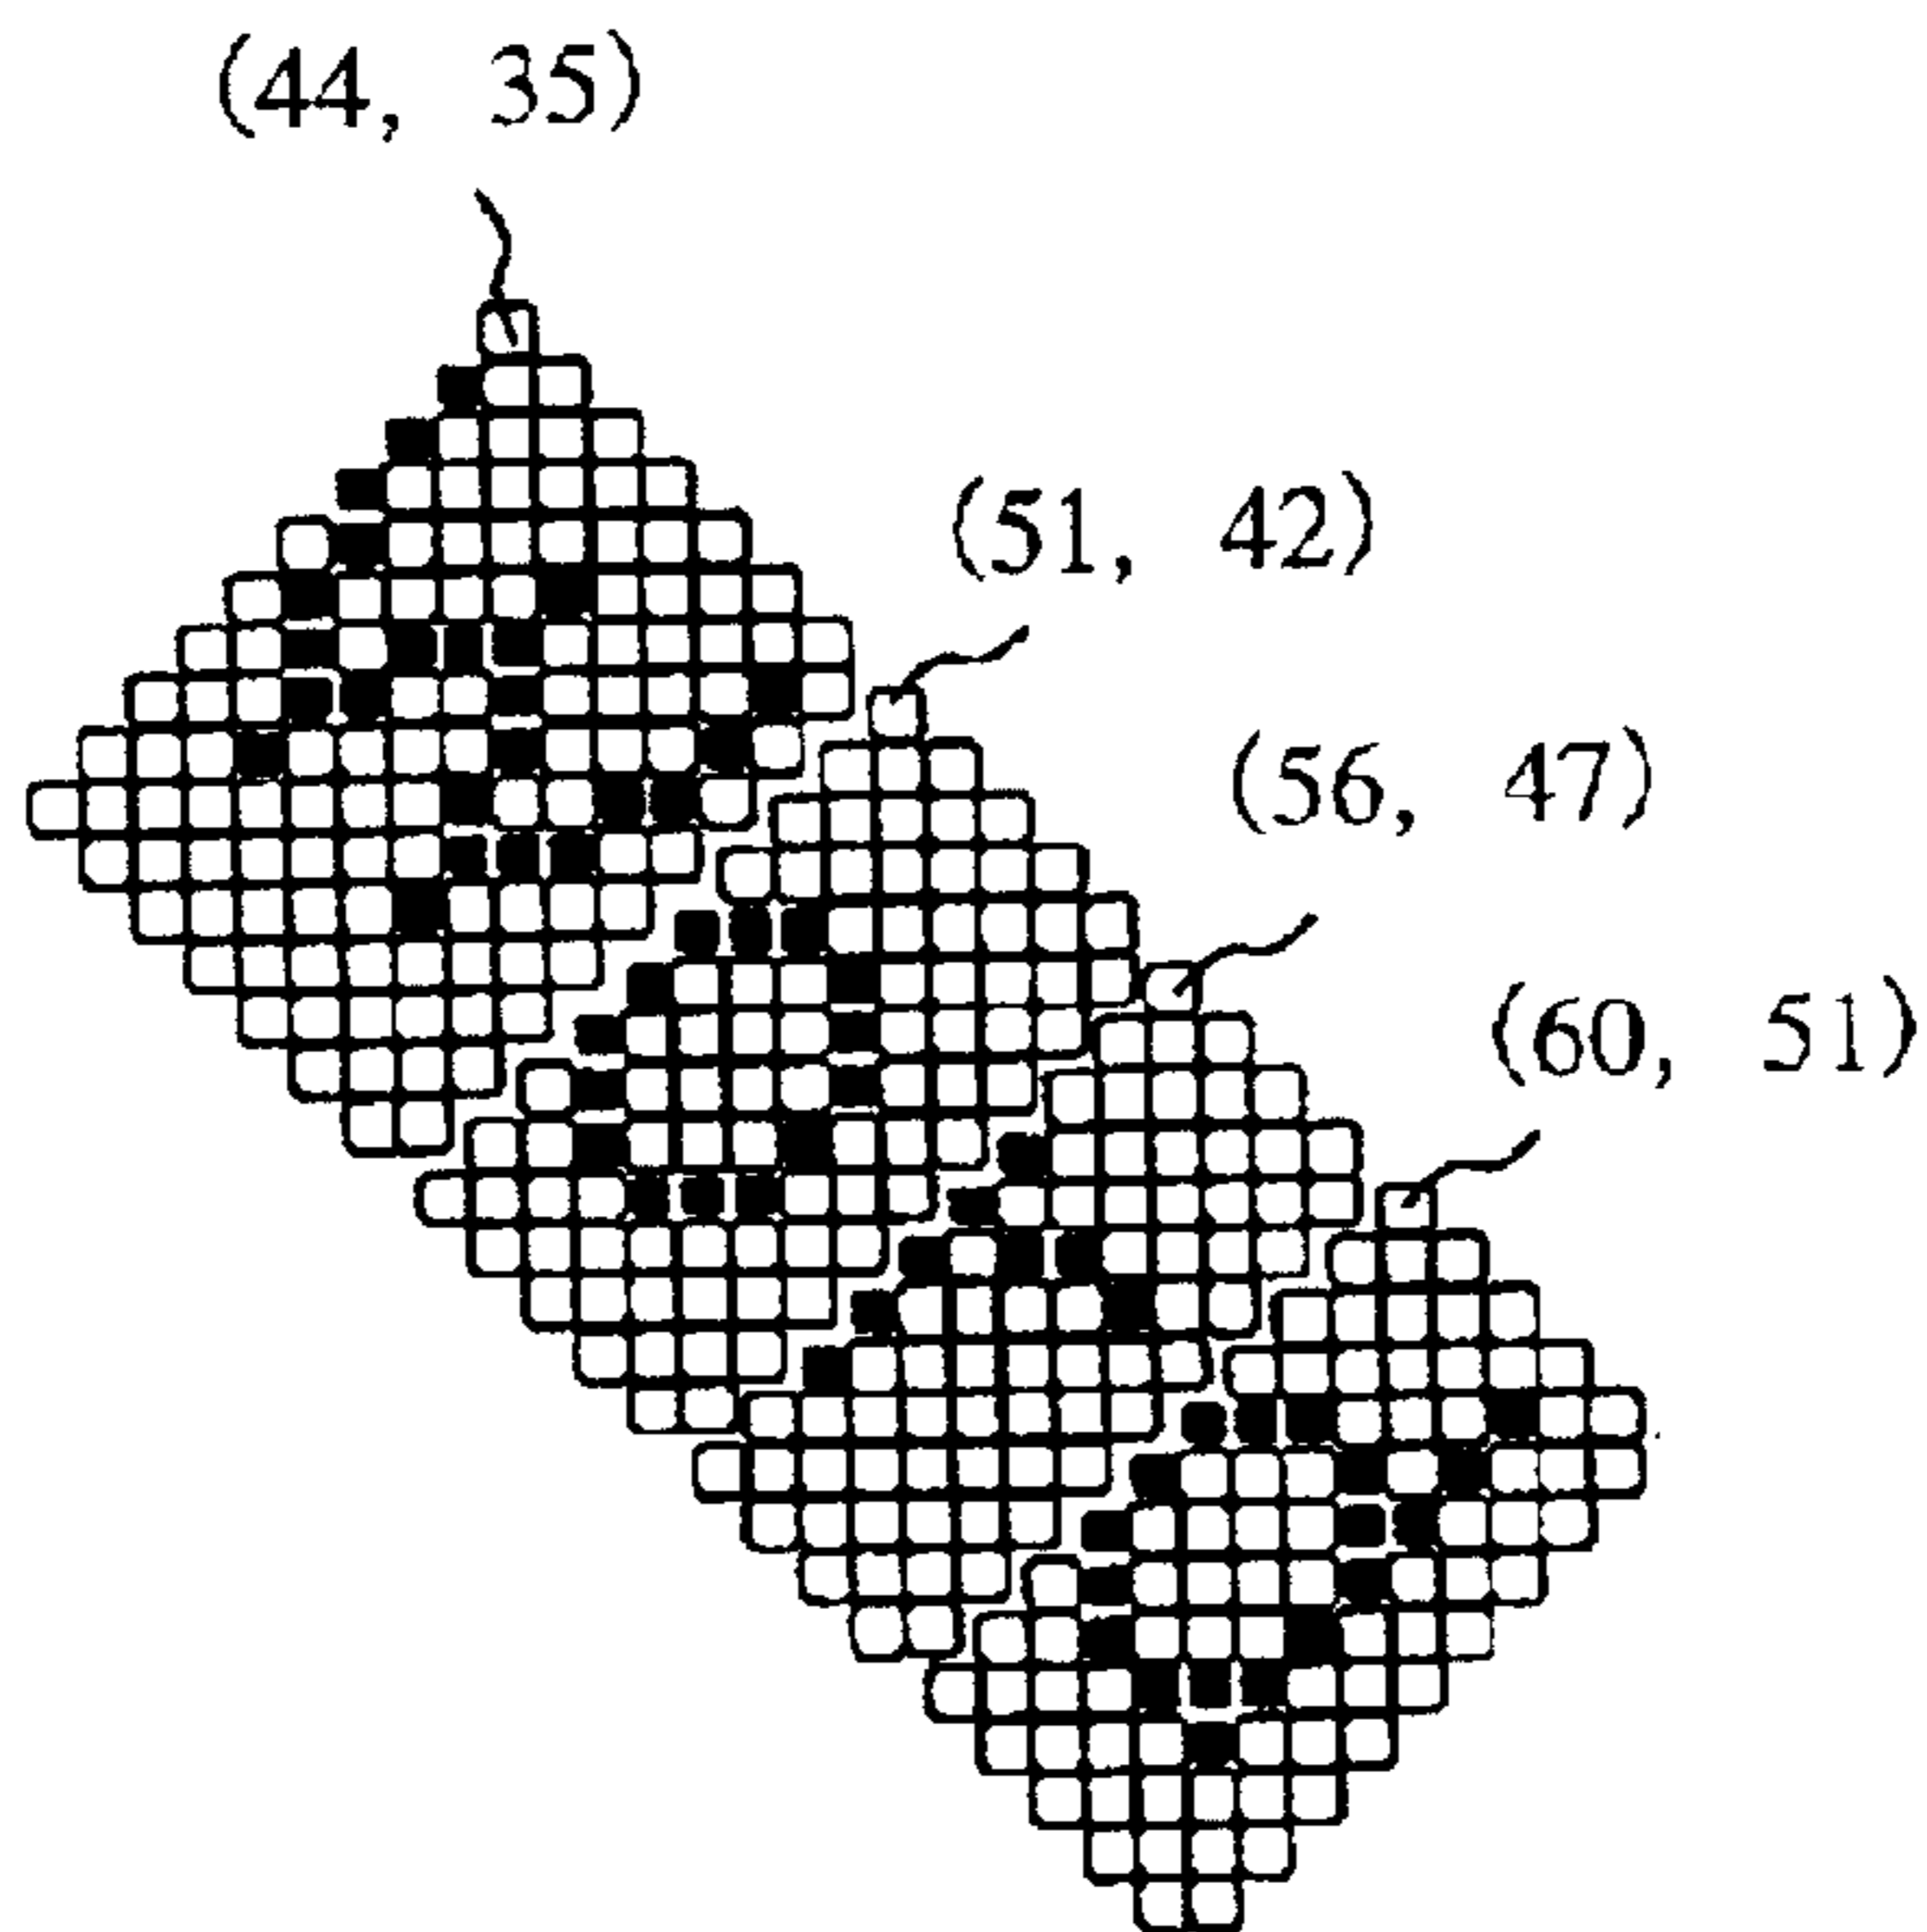 (44, 35)
(51, 42)
(56, 47)
(60, 51)